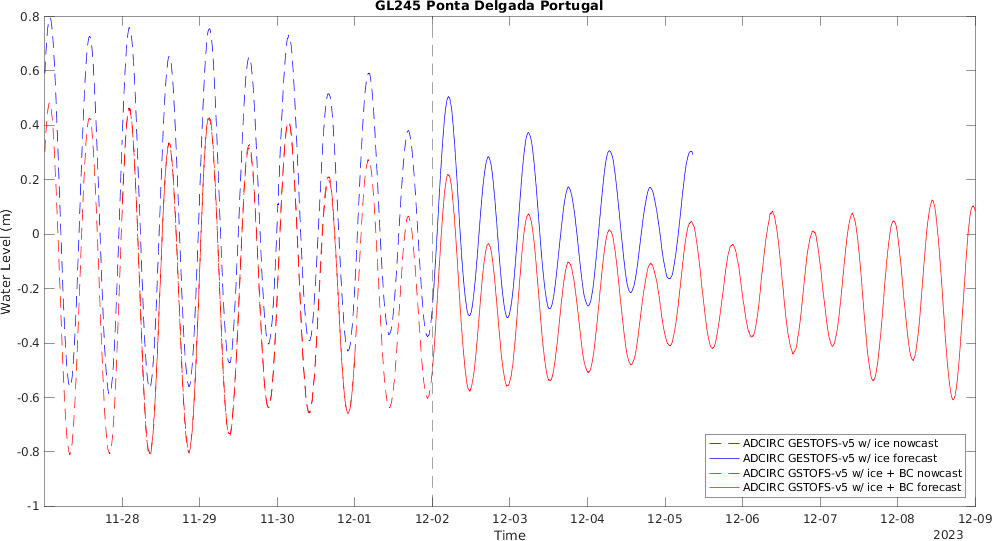 GL245 Ponta Delgada Portugal
0.8
0.6
0.4
0.2
0
-0.2
-0.4
-0.6
-0.8
-1
Water Level (m)
ADCIRC GESTOFS-v5 w/ ice nowcast
ADCIRC GESTOFS-v5 w/ ice forecast
ADCIRC GSTOFS-v5 w/ ice + BC nowcast
ADCIRC GSTOFS-v5 w/ ice + BC forecast
11-28 11-29 11-30 12-01 12-02 12-03 12-04 12-05 12-06 12-07 12-08 12-09
Time
2023